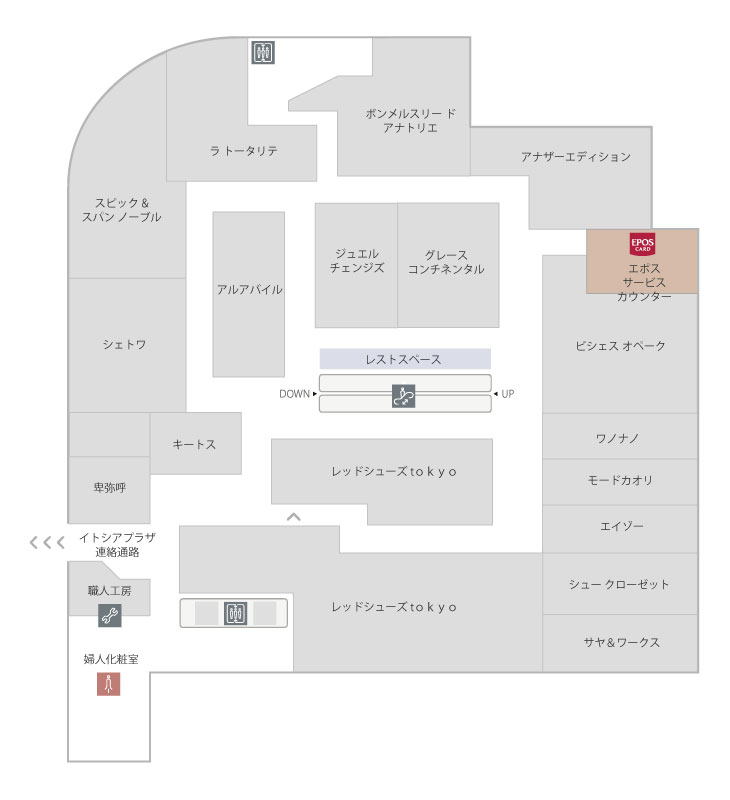 ボンメルスリー ド
アナトリエ
ラ トータリテ
アナザーエディション
スピック &
スパン ノーブル
EPOS
CARD
エポス
サービス
カウンター
ジュエル
チェンジズ
グレース
コンチネンタル
アルアバイル
シェトワ
ビシェス オペーク
レストスペース
DOWN
UP
キートス
ワノナノ
レッドシューズtokyo
モードカオリ
卑弥呼
エイゾー
イトシアプラザ
連絡通路
職人工房
シュー クローゼット
レッドシューズtokyo
サヤ&ワークス
婦人化粧室